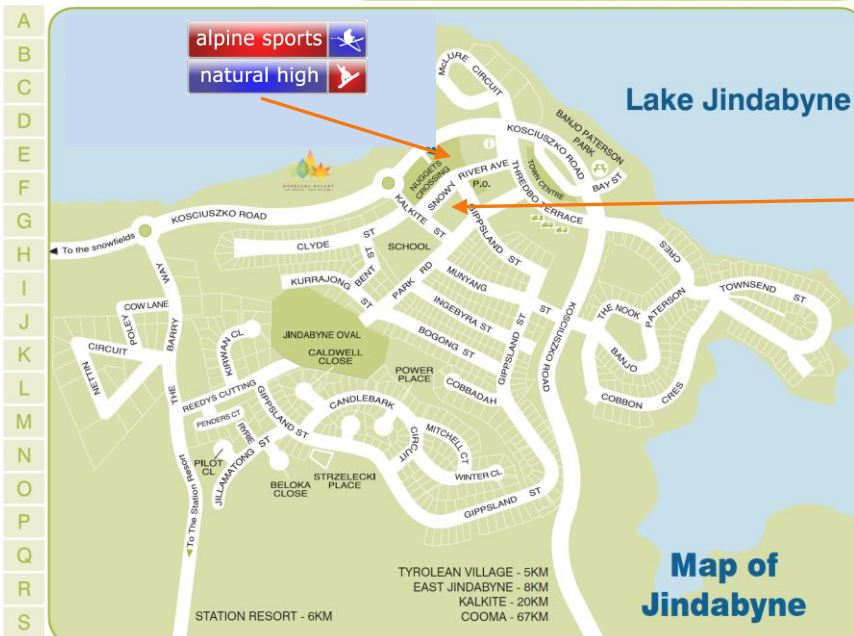 A
B
C
D
E
F
G
H
I
J
K
L
M
N
O
P
Q
R
S
alpine sports
natural high
McLURE CIRCUIT
Lake Jindabyne
KOSCIUSZKO ROAD
BANJO PATERSON PARK
BAY ST
TOWN CENTRE
NUGGETS CROSSING
SNOWY RIVER AVE
P.O.
THREDBO TERRACE
HORIZONS RESORT
KOSCIUSZKO ROAD
KALKITE ST
GIPPSLAND ST
To the snowfields
CLYDE ST
SCHOOL
BENT ST
KURRAJONG ST
PARK RD
MUNYANG ST
INGEBYRA ST
BOGONG ST
GIPPSLAND ST
KOSCIUSZKO ROAD
CRES
TOWNSEND ST
THE NOOK
PATERSON
BANJO
COBBON CRES
THE BARRY WAY
COW LANE
POLEY
NETTIN CIRCUIT
KIRWAN CL
JINDABYNE OVAL
CALDWELL CLOSE
POWER PLACE
COBBADAH
REEDYS CUTTING
PENDERS CT
RYRIE
GIPPSLAND ST
CANDLEBARK CIRCUIT
MITCHELL CT
WINTER CL
PILOT CL
JILLAMATONG ST
BELOKA CLOSE
STRZELECKI PLACE
GIPPSLAND ST
To The Station Resort
TYROLEAN VILLAGE - 5KM
EAST JINDABYNE - 8KM
KALKITE - 20KM
COOMA - 67KM
STATION RESORT - 6KM
Map of
Jindabyne